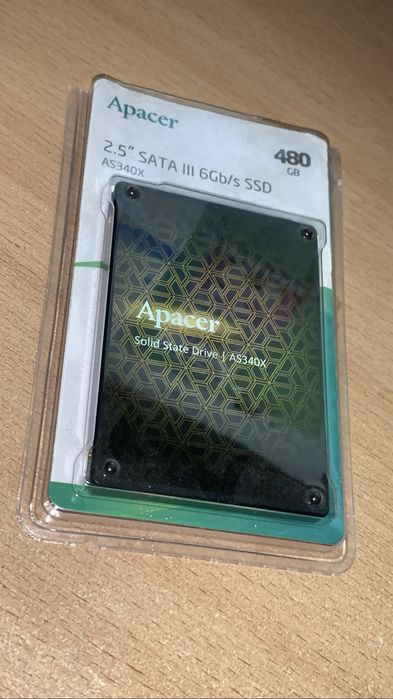 Apacer
2.5" SATA III 6Gb/s SSD
AS340X
480
GB
Apacer
Solid State Drive | AS340X